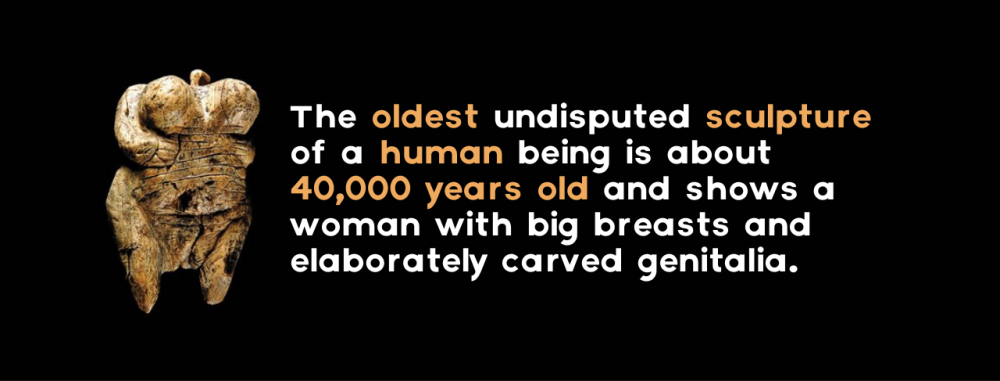 The oldest undisputed sculpture
of a human being is about
40,000 years old and shows a
woman with big breasts and
elaborately carved genitalia.